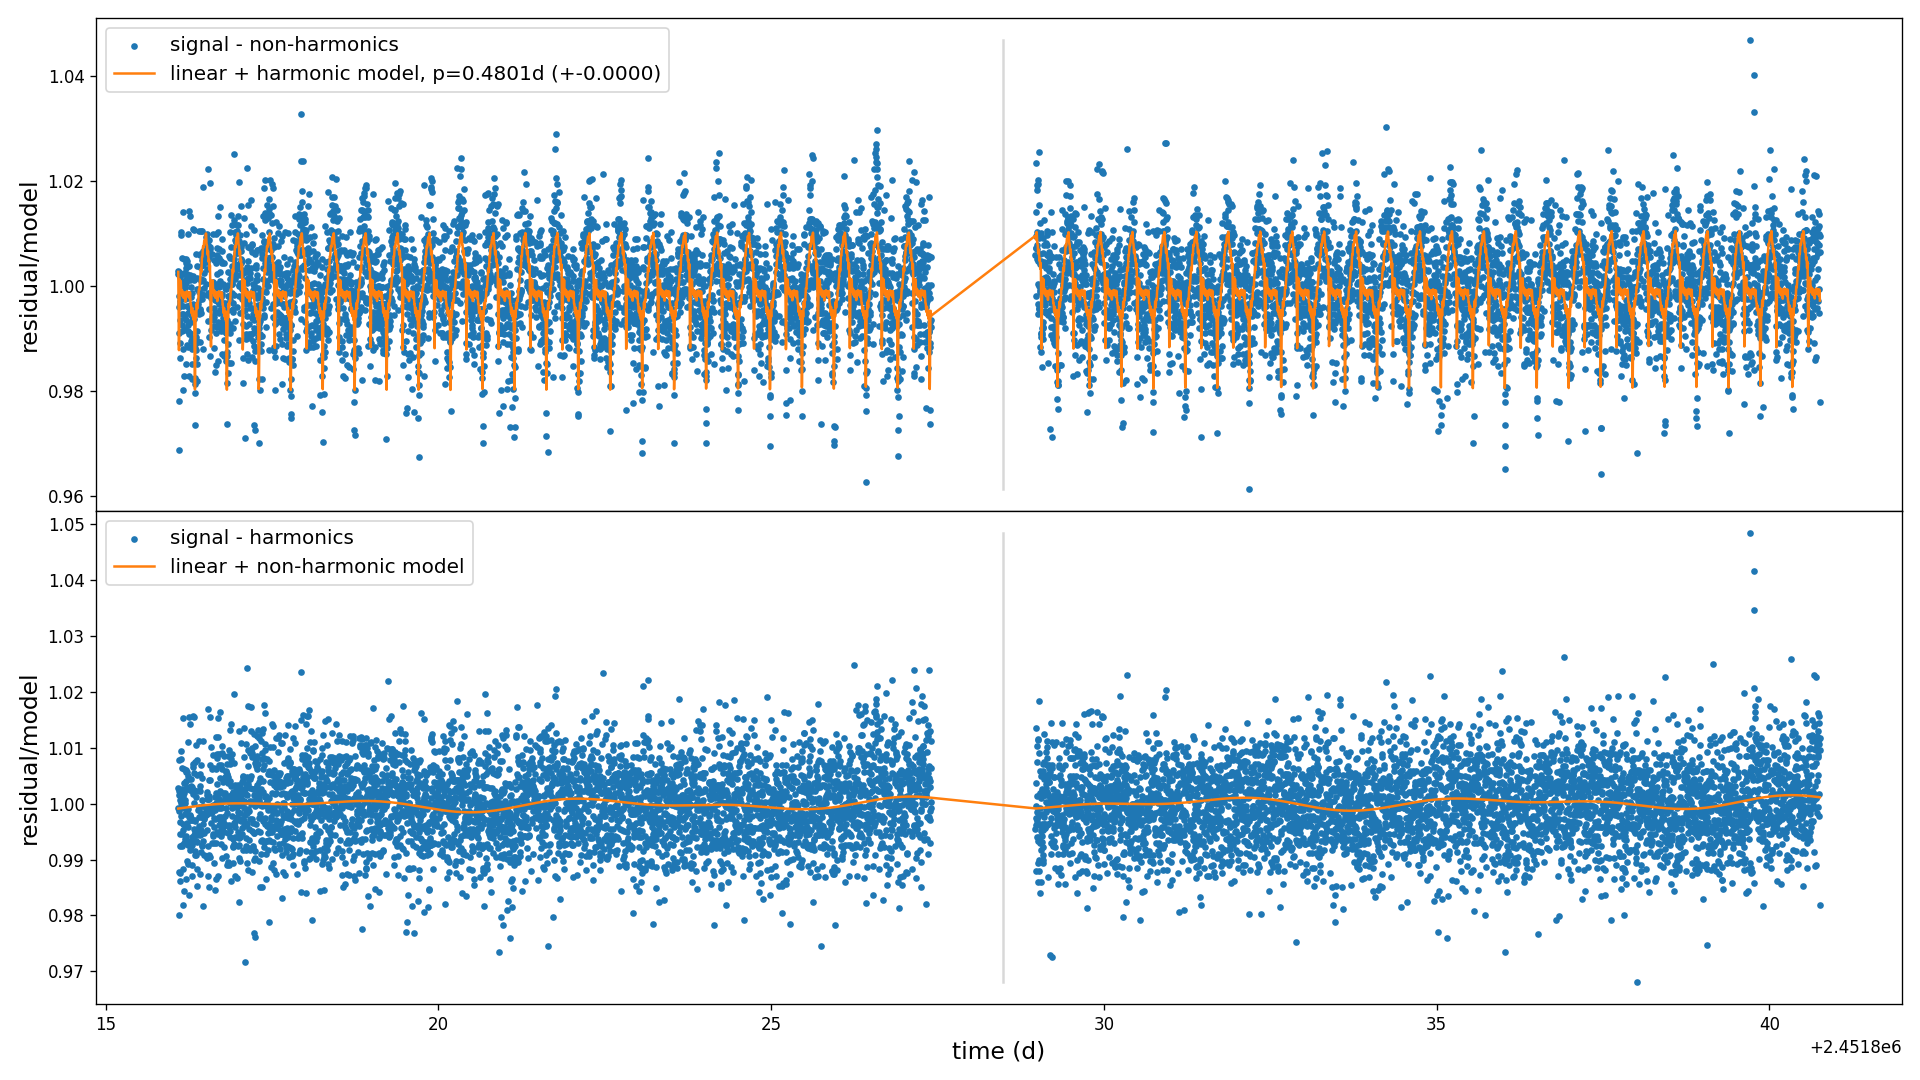 signal - non-harmonics
linear + harmonic model, p=0.4801d (+-0.0000)
1.04
1.02
1.00
0.98
0.96
residual/model
signal - harmonics
linear + non-harmonic model
1.05
1.04
1.03
1.02
1.01
1.00
0.99
0.98
0.97
residual/model
15 20 25 30 35 40
time (d)
+2.4518e6